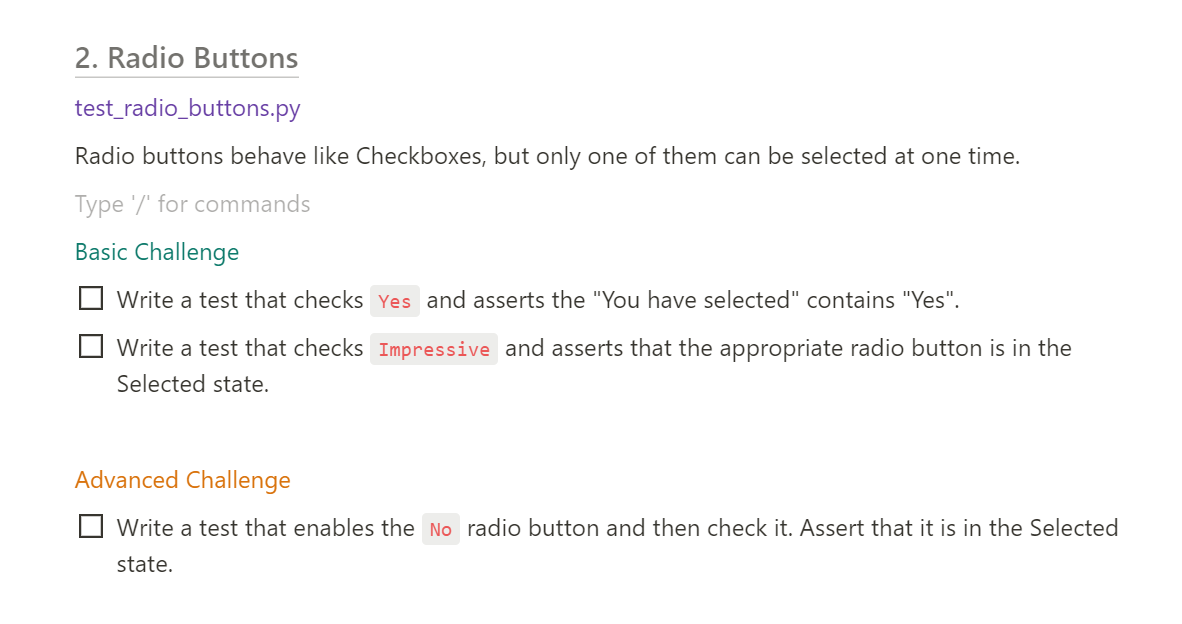 2. Radio Buttons
test_radio_buttons.py
Radio buttons behave like Checkboxes, but only one of them can be selected at one time.
Type '/' for commands
Basic Challenge
Write a test that checks Yes and asserts the "You have selected" contains "Yes".
Write a test that checks Impressive and asserts that the appropriate radio button is in the
Selected state.
Advanced Challenge
Write a test that enables the No radio button and then check it. Assert that it is in the Selected
state.